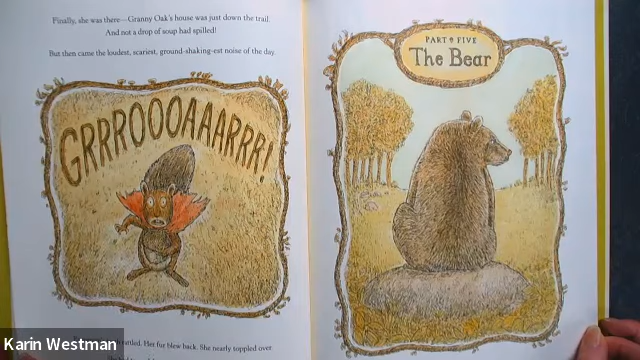 Finally, she was there—Granny Oak's house was just down the trail.
And not a drop of soup had spilled!
But then came the loudest, scariest, ground-shaking-est noise of the day.
GRRROOOAAARRR!
rattled. Her fur blew back. She nearly toppled over
PART FIVE
The Bear
Karin Westman